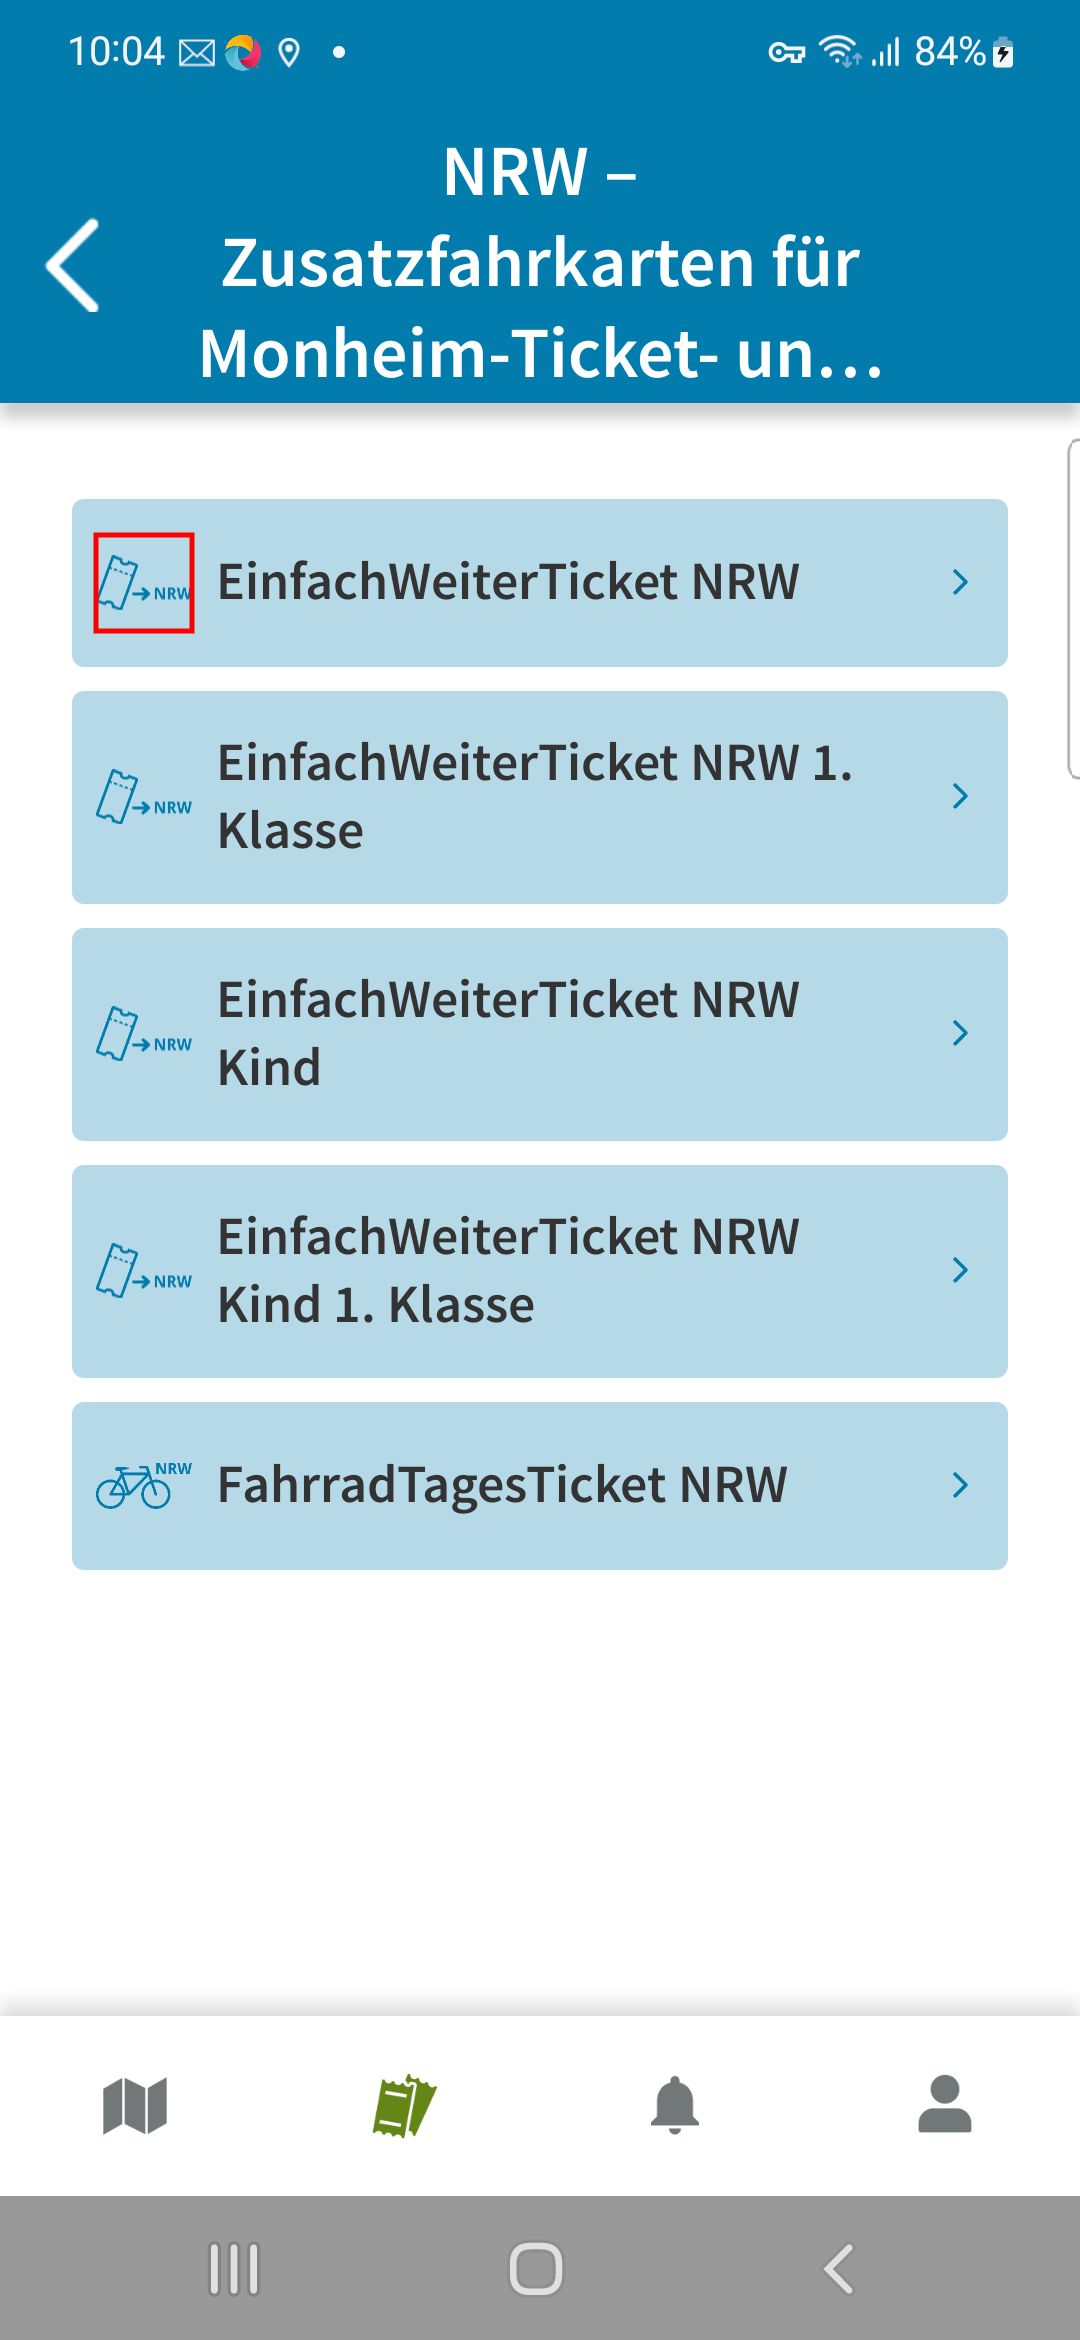 10:04
84%
NRW –
Zusatzfahrkarten für
Monheim-Ticket- un…
NRW
EinfachWeiterTicket NRW
NRW
EinfachWeiterTicket NRW 1.
Klasse
NRW
EinfachWeiterTicket NRW
Kind
NRW
EinfachWeiterTicket NRW
Kind 1. Klasse
NRW
FahrradTagesTicket NRW